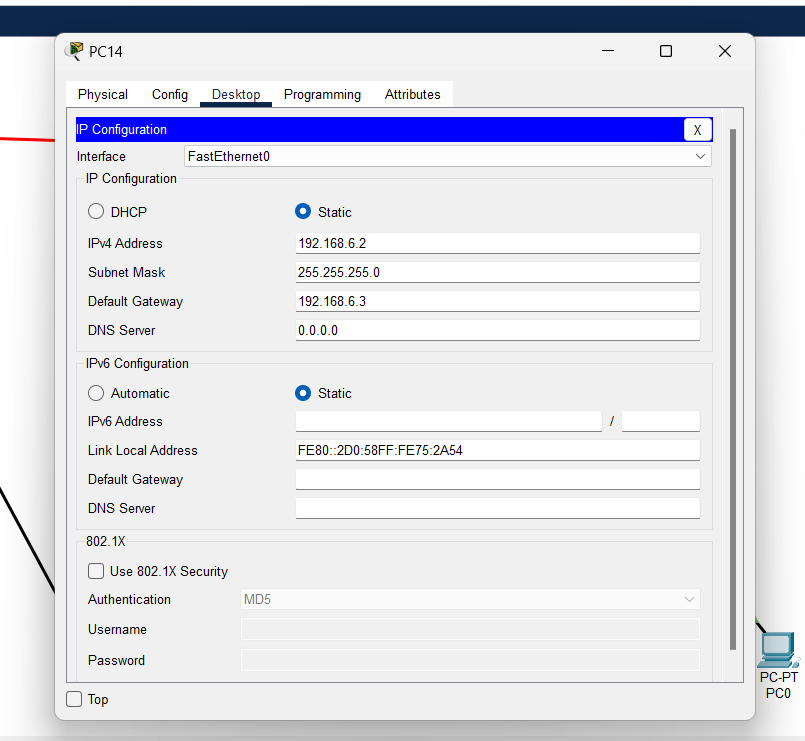 PC14
Physical Config Desktop Programming Attributes
IP Configuration X
Interface FastEthernet0
IP Configuration
DHCP Static
IPv4 Address 192.168.6.2
Subnet Mask 255.255.255.0
Default Gateway 192.168.6.3
DNS Server 0.0.0.0
IPv6 Configuration
Automatic Static
IPv6 Address /
Link Local Address FE80::2D0:58FF:FE75:2A54
Default Gateway
DNS Server
802.1X
Use 802.1X Security
Authentication MD5
Username
Password
Top
PC-PT
PC0